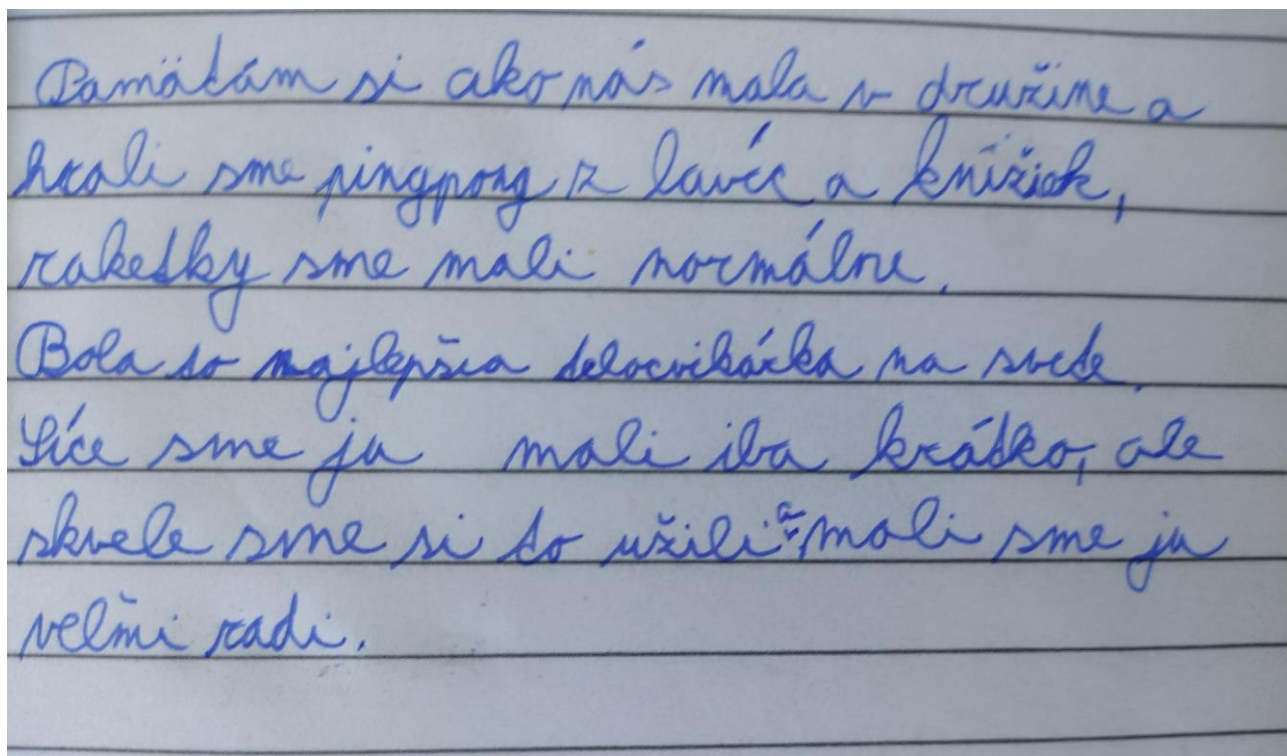 Pamätám si ako nás mala v družine a
hrali sme pingpong z lavíc a knižiek,
raketky sme mali normálne.
Bola to najlepšia telocvikárka na svete.
Síce sme ju mali iba krátko, ale
skvele sme si to užili a mali sme ju
veľmi radi.